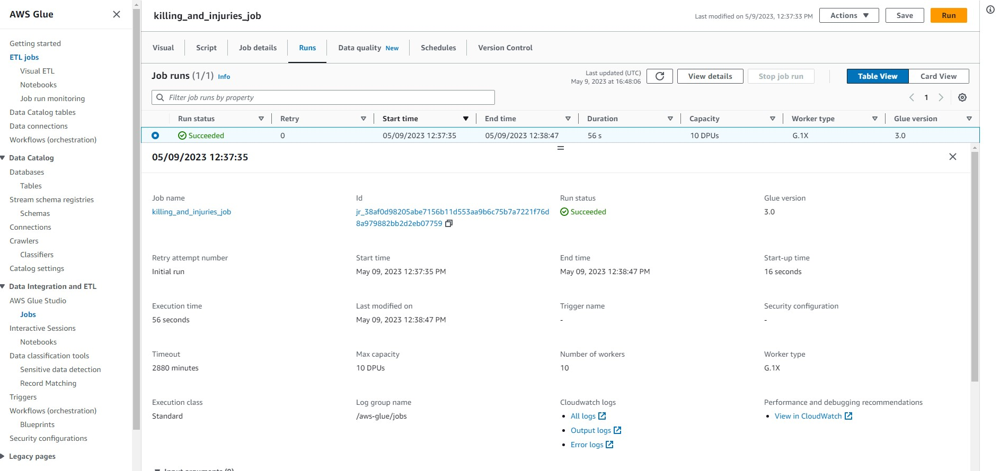 AWS Glue
Getting started
ETL jobs
Visual ETL
Notebooks
Job run monitoring
Data Catalog tables
Data connections
Workflows (orchestration)
Data Catalog
Databases
Tables
Stream schema registries
Schemas
Connections
Crawlers
Classifiers
Catalog settings
Data Integration and ETL
AWS Glue Studio
Jobs
Interactive Sessions
Notebooks
Data classification tools
Sensitive data detection
Record Matching
Triggers
Workflows (orchestration)
Blueprints
Security configurations
Legacy pages
killing_and_injuries_job
Last modified on 5/9/2023, 12:37:33 PM
Actions
Save
Run
Visual
Script
Job details
Runs
Data quality New
Schedules
Version Control
Job runs (1/1) Info
Last updated (UTC)
May 9, 2023 at 16:48:06
View details
Stop job run
Table View
Card View
Filter job runs by property
1
Run status Retry Start time End time Duration Capacity Worker type Glue version
Succeeded 0 05/09/2023 12:37:35 05/09/2023 12:38:47 56 s 10 DPUs G.1X 3.0
05/09/2023 12:37:35
Job name
killing_and_injuries_job
Id
jr_38af0d98205abe7156b11d553aa9b6c75b7a7221f76d
8a979882bb2d2eb07759
Run status
Succeeded
Glue version
3.0
Retry attempt number
Initial run
Start time
May 09, 2023 12:37:35 PM
End time
May 09, 2023 12:38:47 PM
Start-up time
16 seconds
Execution time
56 seconds
Last modified on
May 09, 2023 12:38:47 PM
Trigger name
-
Security configuration
-
Timeout
2880 minutes
Max capacity
10 DPUs
Number of workers
10
Worker type
G.1X
Execution class
Standard
Log group name
/aws-glue/jobs
Cloudwatch logs
• All logs
• Output logs
• Error logs
Performance and debugging recommendations
• View in CloudWatch
Input arguments (9)